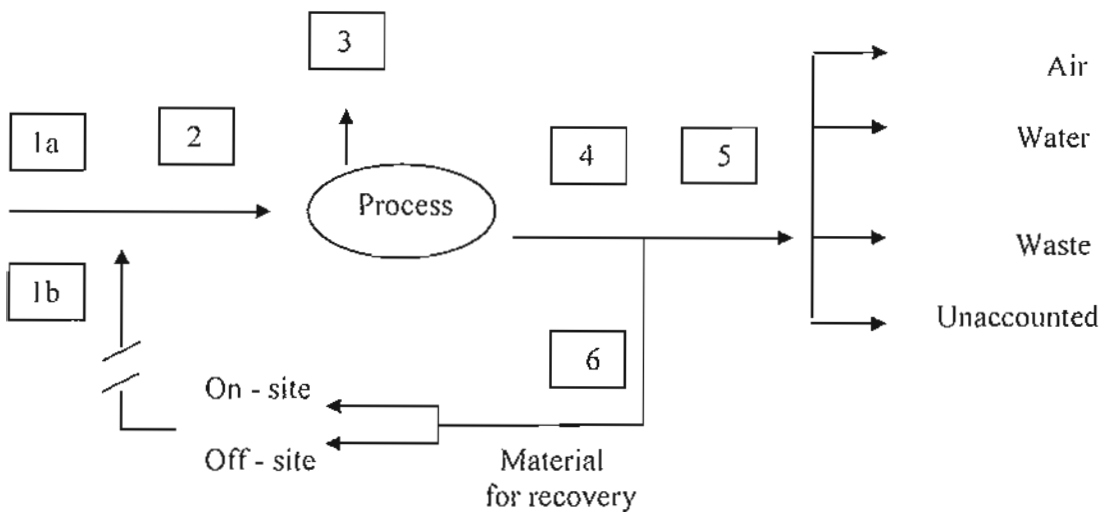 3
Air
1a
2
4
5
Water
Process
Waste
1b
Unaccounted
6
On - site
Off - site
Material
for recovery